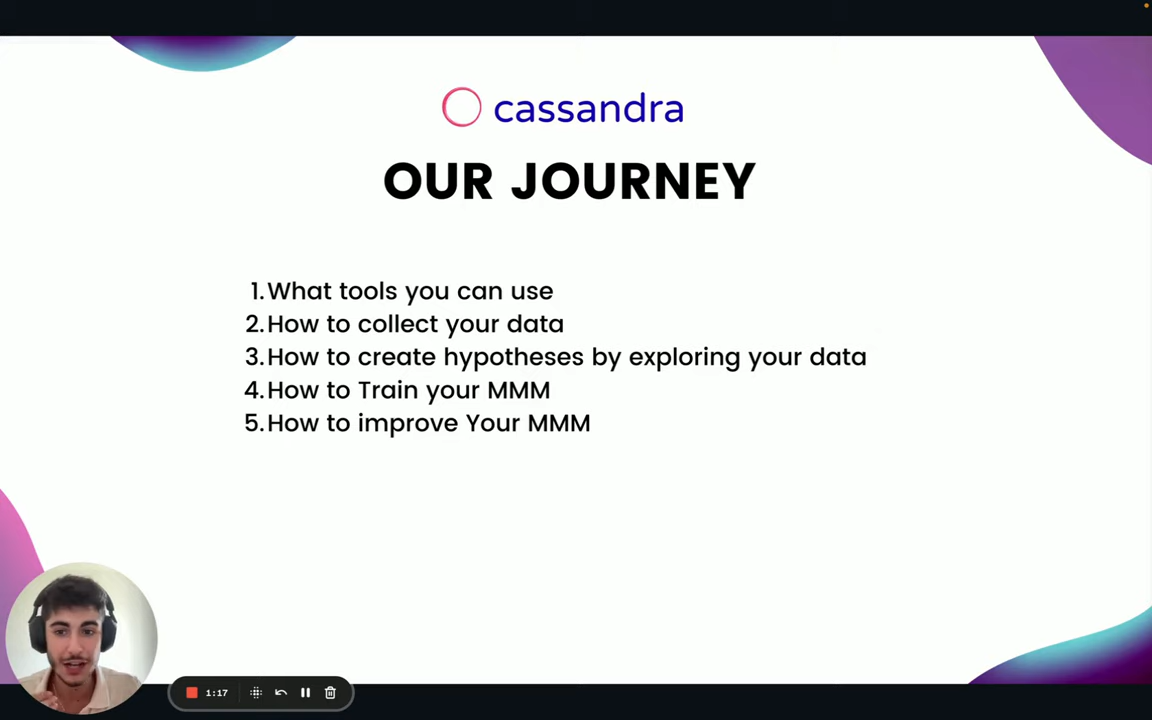 cassandra
OUR JOURNEY
1.What tools you can use
2.How to collect your data
3.How to create hypotheses by exploring your data
4.How to Train your MMM
5.How to improve Your MMM
1:17